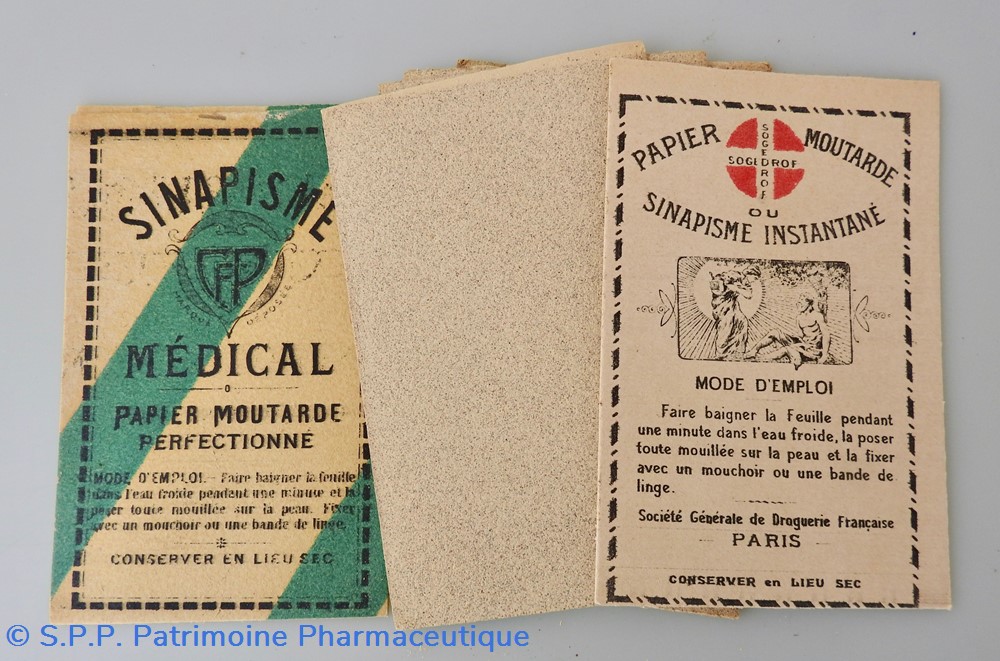 SINAPISME
CFP
MÉDICAL
PAPIER MOUTARDE
PERFECTIONNÉ
MODE D'EMPLOI.- Faire baigner la feuille
dans l'eau froide pendant une minute et la
poser toute mouillée sur la peau. Fixer
avec un mouchoir ou une bande de linge.
CONSERVER EN LIEU SEC
PAPIER MOUTARDE
SOGEDROF
SOGEDROF
OU
SINAPISME INSTANTANÉ
MODE D'EMPLOI
Faire baigner la Feuille pendant
une minute dans l'eau froide, la poser
toute mouillée sur la peau et la fixer
avec un mouchoir ou une bande de
linge.
Société Générale de Droguerie Française
PARIS
CONSERVER en LIEU SEC
© S.P.P. Patrimoine Pharmaceutique